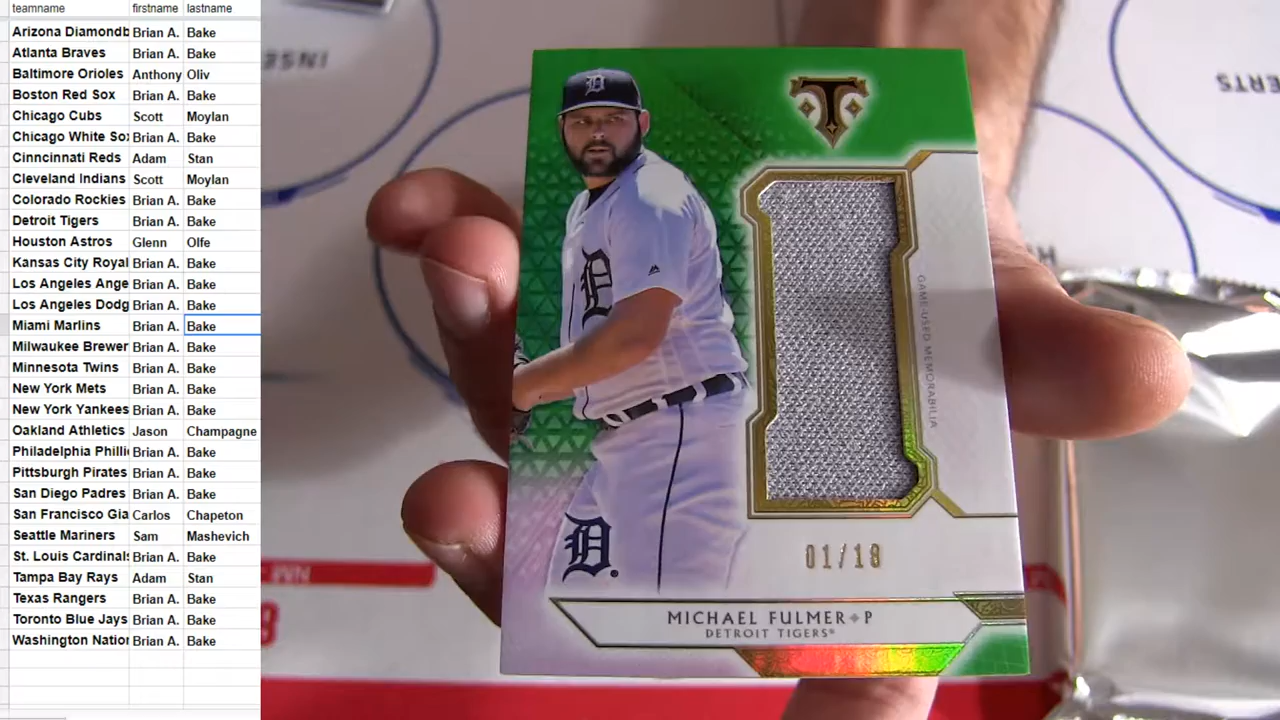 teamname firstname lastname
Arizona Diamondb Brian A. Bake
Atlanta Braves Brian A. Bake
Baltimore Orioles Anthony Oliv
Boston Red Sox Brian A. Bake
Chicago Cubs Scott Moylan
Chicago White So Brian A. Bake
Cinncinnati Reds Adam Stan
Cleveland Indians Scott Moylan
Colorado Rockies Brian A. Bake
Detroit Tigers Brian A. Bake
Houston Astros Glenn Olfe
Kansas City Royal Brian A. Bake
Los Angeles Ange Brian A. Bake
Los Angeles Dodg Brian A. Bake
Miami Marlins Brian A. Bake
Milwaukee Brewer Brian A. Bake
Minnesota Twins Brian A. Bake
New York Mets Brian A. Bake
New York Yankees Brian A. Bake
Oakland Athletics Jason Champagne
Philadelphia Philli Brian A. Bake
Pittsburgh Pirates Brian A. Bake
San Diego Padres Brian A. Bake
San Francisco Gia Carlos Chapeton
Seattle Mariners Sam Mashevich
St. Louis Cardinals Brian A. Bake
Tampa Bay Rays Adam Stan
Texas Rangers Brian A. Bake
Toronto Blue Jays Brian A. Bake
Washington Nation Brian A. Bake
T
D
D
GAME-USED MEMORABILIA
01/18
MICHAEL FULMER P
DETROIT TIGERS®